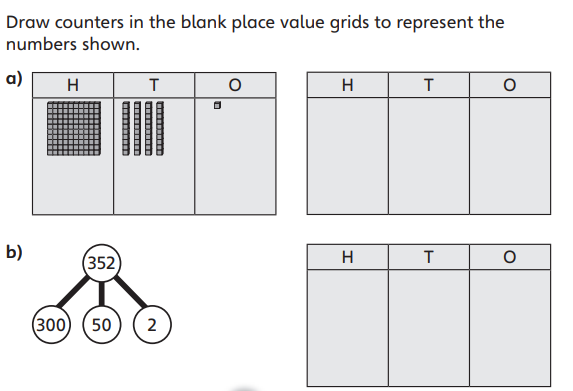 Draw counters in the blank place value grids to represent the
numbers shown.
a)
H T O
H T O
b)
352
300 50 2
H T O